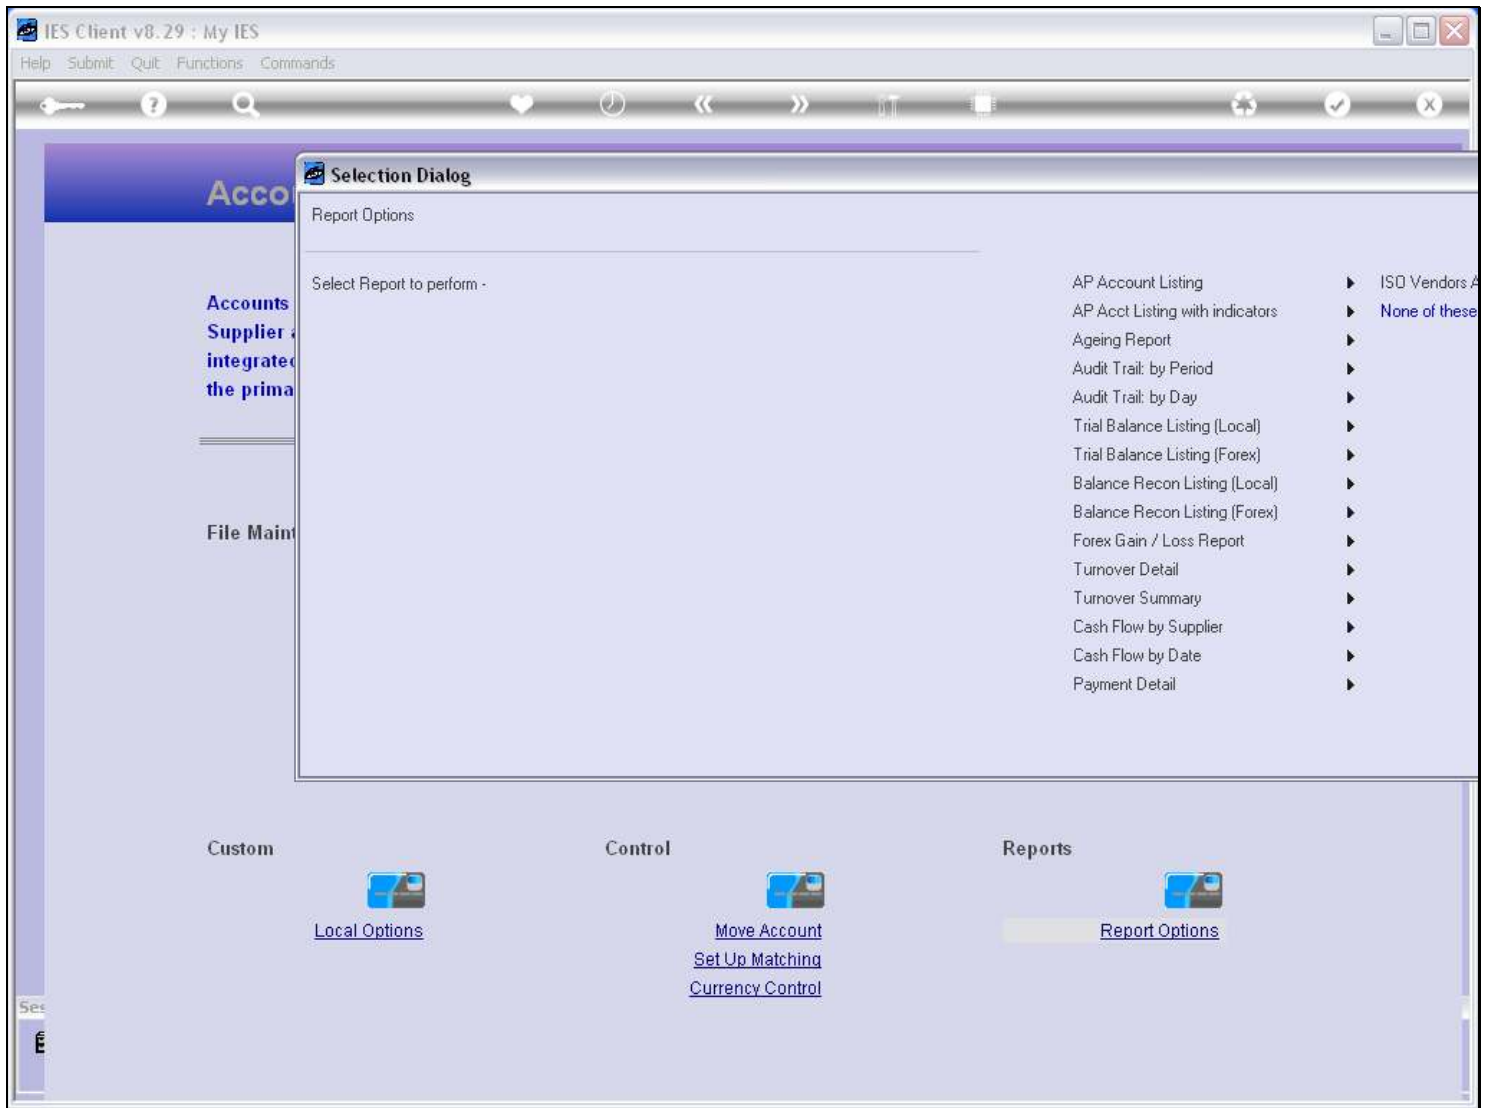 IES Client v8.29 : My IES
Help Submit Quit Functions Commands
Selection Dialog
Report Options
Select Report to perform -
AP Account Listing
AP Acct Listing with indicators
Ageing Report
Audit Trail: by Period
Audit Trail: by Day
Trial Balance Listing (Local)
Trial Balance Listing (Forex)
Balance Recon Listing (Local)
Balance Recon Listing (Forex)
Forex Gain / Loss Report
Turnover Detail
Turnover Summary
Cash Flow by Supplier
Cash Flow by Date
Payment Detail
ISO Vendors A
None of these
Acco
Accounts
Supplier
integrated
the prima
File Maint
Custom
Control
Reports
Local Options
Move Account
Set Up Matching
Currency Control
Report Options
Ses